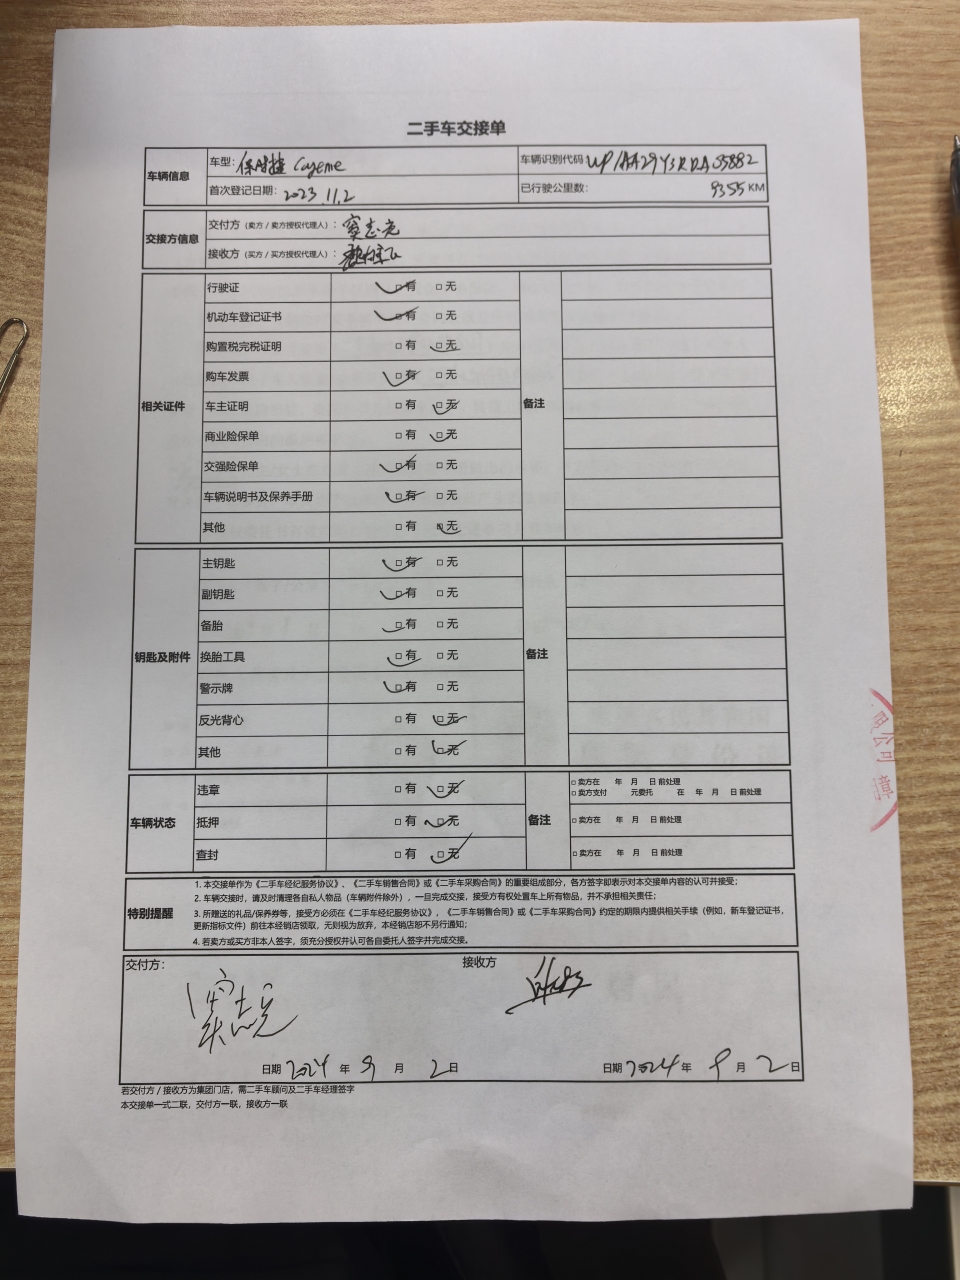 二手车交接单
车辆信息
车型：保时捷 Cayenne
车辆识别代码：WP1AA29Y3RDA35882
首次登记日期：2023.11.2
已行驶公里数：9355 KM
交接方信息
交付方（卖方 / 卖方授权代理人）：窦志亮
接收方（买方 / 买方授权代理人）：
相关证件
行驶证 □有 □无
机动车登记证书 □有 □无
购置税完税证明 □有 □无
购车发票 □有 □无
车主证明 □有 □无
商业险保单 □有 □无
交强险保单 □有 □无
车辆说明书及保养手册 □有 □无
其他 □有 □无
备注
钥匙及附件
主钥匙 □有 □无
副钥匙 □有 □无
备胎 □有 □无
换胎工具 □有 □无
警示牌 □有 □无
反光背心 □有 □无
其他 □有 □无
备注
车辆状态
违章 □有 □无
抵押 □有 □无
查封 □有 □无
备注
□ 卖方在 年 月 日 前处理
□ 卖方支付 元委托 在 年 月 日 前处理
□ 卖方在 年 月 日 前处理
□ 卖方在 年 月 日 前处理
特别提醒
1. 本交接单作为《二手车经纪服务协议》、《二手车销售合同》或《二手车采购合同》的重要组成部分，各方签字即表示对本交接单内容的认可并接受；
2. 车辆交接时，请及时清理各自私人物品（车辆附件除外），一旦完成交接，接受方有权处置车上所有物品，并不承担相关责任；
3. 所赠送的礼品/保养券等，接受方必须在《二手车经纪服务协议》，《二手车销售合同》或《二手车采购合同》约定的期限内提供相关手续（例如，新车登记证书，
更新指标文件）前往本经销店领取，无则视为放弃，本经销店恕不另行通知；
4. 若卖方或买方非本人签字，须充分授权并认可各自委托人签字并完成交接。
交付方：
接收方
窦志亮
日期 2024 年 9 月 2 日
日期 2024 年 9 月 2 日
若交付方 / 接收方为集团门店，需二手车顾问及二手车经理签字
本交接单一式二联，交付方一联，接收方一联
限公司
章